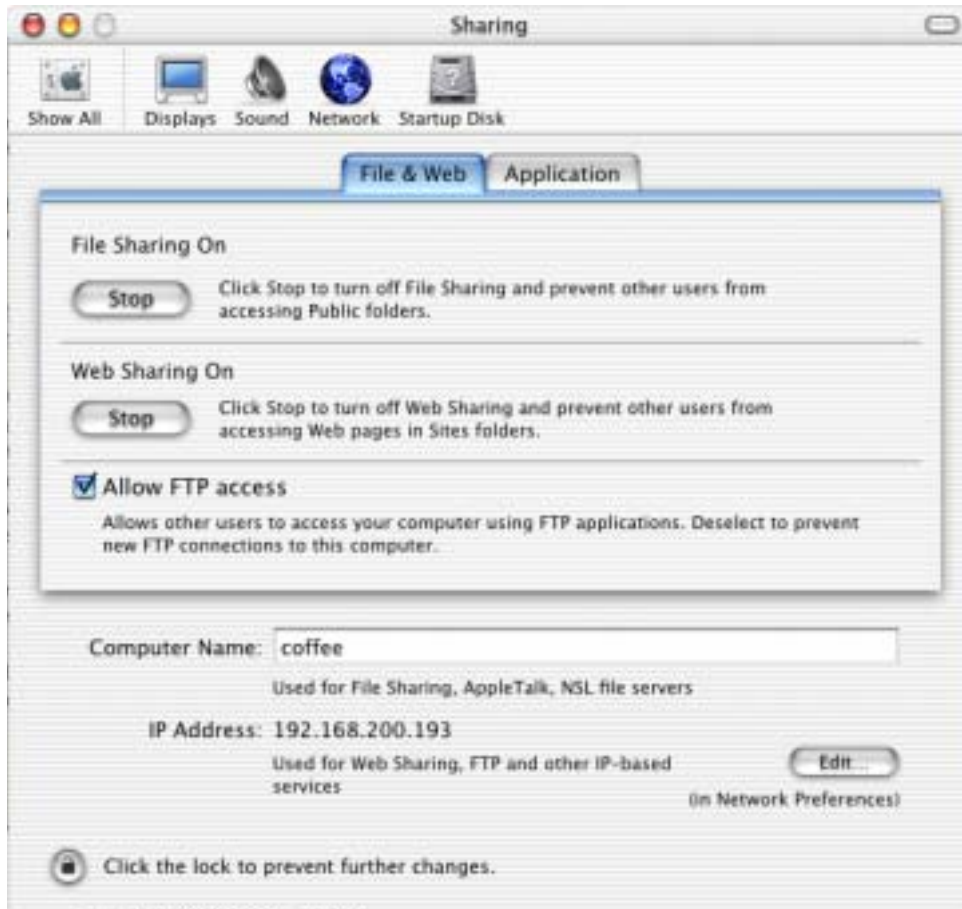 Sharing
Show All Displays Sound Network Startup Disk
File & Web Application
File Sharing On
Stop
Click Stop to turn off File Sharing and prevent other users from
accessing Public folders.
Web Sharing On
Stop
Click Stop to turn off Web Sharing and prevent other users from
accessing Web pages in Sites folders.
Allow FTP access
Allows other users to access your computer using FTP applications. Deselect to prevent
new FTP connections to this computer.
Computer Name: coffee
Used for File Sharing, AppleTalk, NSL file servers
IP Address: 192.168.200.193
Used for Web Sharing, FTP and other IP-based
services
Edit...
(in Network Preferences)
Click the lock to prevent further changes.